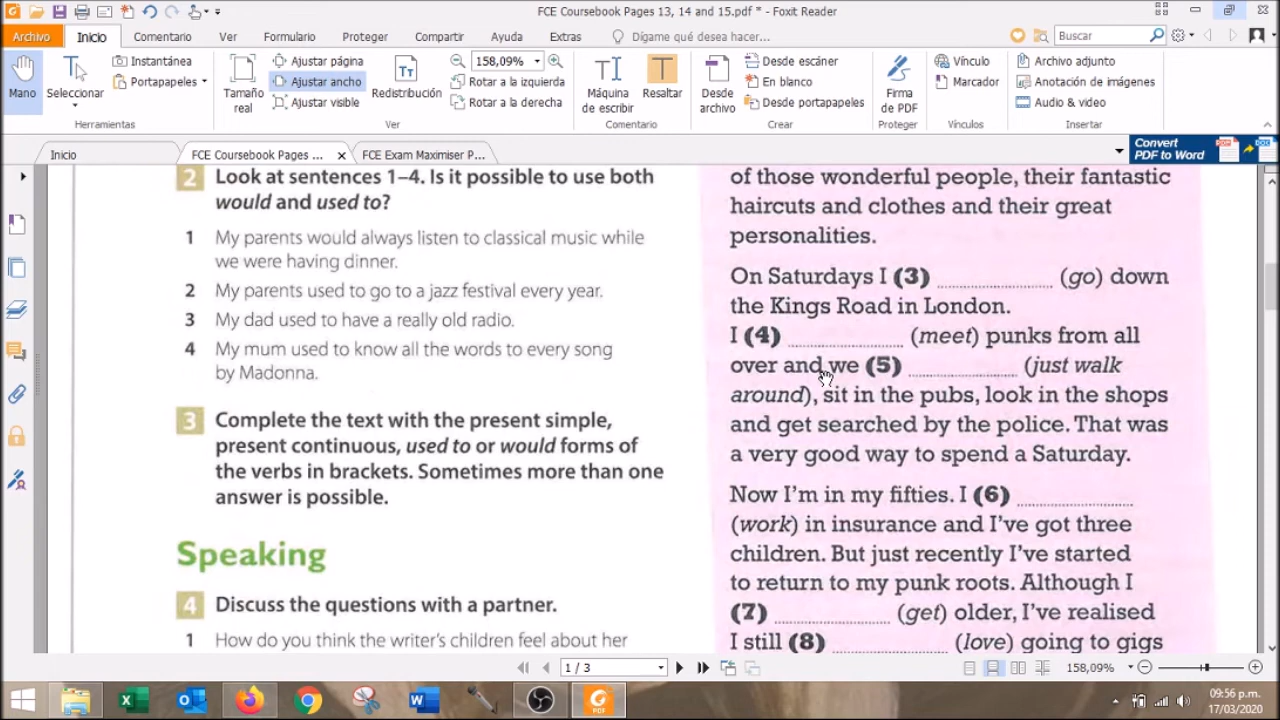 FCE Coursebook Pages 13, 14 and 15.pdf * - Foxit Reader
Archivo Inicio Comentario Ver Formulario Proteger Compartir Ayuda Extras Dígame qué desea hacer... Buscar
Mano
Seleccionar
Instantánea
Portapapeles
Herramientas
Tamaño real
Ajustar página
Ajustar ancho
Ajustar visible
Redistribución
158,09%
Rotar a la izquierda
Rotar a la derecha
Ver
Máquina de escribir
Resaltar
Comentario
Desde archivo
Desde escáner
En blanco
Desde portapapeles
Crear
Firma de PDF
Proteger
Vínculo
Marcador
Vínculos
Archivo adjunto
Anotación de imágenes
Audio & video
Insertar
Inicio FCE Coursebook Pages ... FCE Exam Maximiser P...
Convert
PDF to Word
2 Look at sentences 1–4. Is it possible to use both
would and used to?
1 My parents would always listen to classical music while
we were having dinner.
2 My parents used to go to a jazz festival every year.
3 My dad used to have a really old radio.
4 My mum used to know all the words to every song
by Madonna.
3 Complete the text with the present simple,
present continuous, used to or would forms of
the verbs in brackets. Sometimes more than one
answer is possible.
Speaking
4 Discuss the questions with a partner.
1 How do you think the writer's children feel about her
of those wonderful people, their fantastic
haircuts and clothes and their great
personalities.
On Saturdays I (3) .......................... (go) down
the Kings Road in London.
I (4) .......................... (meet) punks from all
over and we (5) ........................ (just walk
around), sit in the pubs, look in the shops
and get searched by the police. That was
a very good way to spend a Saturday.
Now I'm in my fifties. I (6) ..........................
(work) in insurance and I've got three
children. But just recently I've started
to return to my punk roots. Although I
(7) .......................... (get) older, I've realised
I still (8) .......................... (love) going to gigs
1 / 3
158,09%
09:56 p.m.
17/03/2020